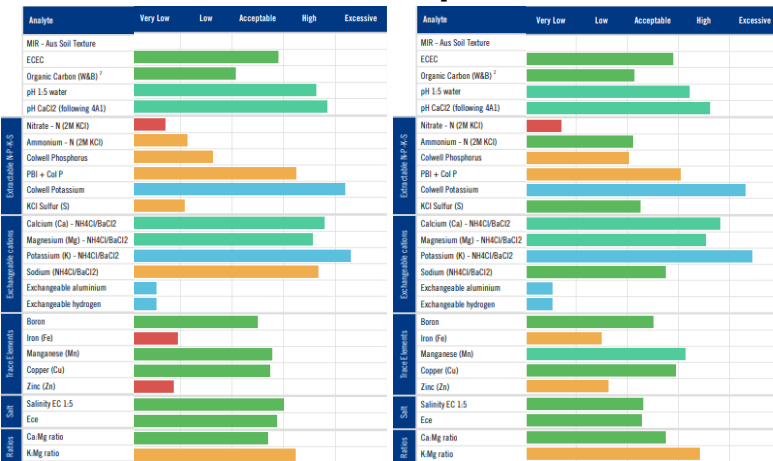 Analyte Very Low Low Acceptable High Excessive
MIR - Aus Soil Texture
ECEC
Organic Carbon (W&B) ²
pH 1:5 water
pH CaCl2 (following 4A1)
Extractable N-P-K-S
Nitrate - N (2M KCl)
Ammonium - N (2M KCl)
Colwell Phosphorus
PBI + Col P
Colwell Potassium
KCl Sulfur (S)
Exchangeable cations
Calcium (Ca) - NH4Cl/BaCl2
Magnesium (Mg) - NH4Cl/BaCl2
Potassium (K) - NH4Cl/BaCl2
Sodium (NH4Cl/BaCl2)
Exchangeable aluminium
Exchangeable hydrogen
Trace Elements
Boron
Iron (Fe)
Manganese (Mn)
Copper (Cu)
Zinc (Zn)
Salt
Salinity EC 1:5
Ece
Ratios
Ca:Mg ratio
K:Mg ratio
Analyte Very Low Low Acceptable High Excessive
MIR - Aus Soil Texture
ECEC
Organic Carbon (W&B) ²
pH 1:5 water
pH CaCl2 (following 4A1)
Extractable N-P-K-S
Nitrate - N (2M KCl)
Ammonium - N (2M KCl)
Colwell Phosphorus
PBI + Col P
Colwell Potassium
KCl Sulfur (S)
Exchangeable cations
Calcium (Ca) - NH4Cl/BaCl2
Magnesium (Mg) - NH4Cl/BaCl2
Potassium (K) - NH4Cl/BaCl2
Sodium (NH4Cl/BaCl2)
Exchangeable aluminium
Exchangeable hydrogen
Trace Elements
Boron
Iron (Fe)
Manganese (Mn)
Copper (Cu)
Zinc (Zn)
Salt
Salinity EC 1:5
Ece
Ratios
Ca:Mg ratio
K:Mg ratio